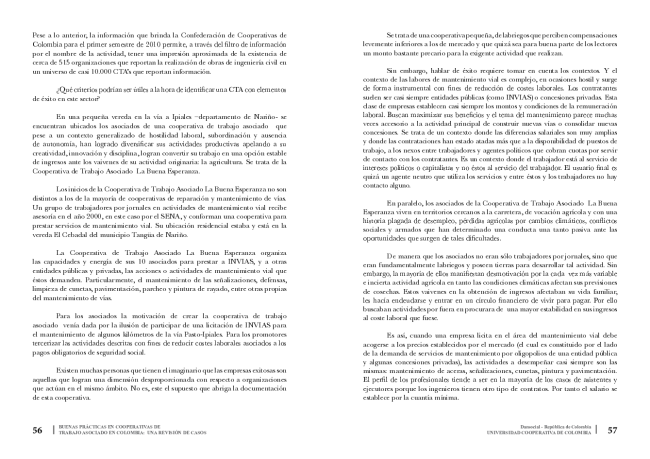 Pese a lo anterior, la información que brinda la Confederación de Cooperativas de
Colombia para el primer semestre de 2010 permite, a través del filtro de información
por el nombre de la actividad, tener una impresión aproximada de la existencia de
cerca de 515 organizaciones que reportan la realización de obras de ingeniería civil en
un universo de casi 10.000 CTA's que reportan información.
¿Qué criterios podrían ser útiles a la hora de identificar una CTA con elementos
de éxito en este sector?
En una pequeña vereda en la vía a Ipiales –departamento de Nariño- se
encuentran ubicados los asociados de una cooperativa de trabajo asociado que
pese a un contexto generalizado de hostilidad laboral, subordinación y ausencia
de autonomía, han logrado diversificar sus actividades productivas apelando a su
creatividad, innovación y disciplina, logran convertir su trabajo en una opción estable
de ingresos ante los vaivenes de su actividad originaria: la agricultura. Se trata de la
Cooperativa de Trabajo Asociado La Buena Esperanza.
Los inicios de la Cooperativa de Trabajo Asociado La Buena Esperanza no son
distintos a los de la mayoría de cooperativas de reparación y mantenimiento de vías.
Un grupo de trabajadores por jornales en actividades de mantenimiento vial recibe
asesoría en el año 2000, en este caso por el SENA, y conforman una cooperativa para
prestar servicios de mantenimiento vial. Su ubicación residencial estaba y está en la
vereda El Cebadal del municipio Tangua de Nariño.
La Cooperativa de Trabajo Asociado La Buena Esperanza organiza
las capacidades y energía de sus 10 asociados para prestar a INVIAS, y a otras
entidades públicas y privadas, las acciones o actividades de mantenimiento vial que
éstos demanden. Particularmente, el mantenimiento de las señalizaciones, defensas,
limpieza de cunetas, pavimentación, parcheo y pintura de rayado, entre otras propias
del mantenimiento de vías.
Para los asociados la motivación de crear la cooperativa de trabajo
asociado venía dada por la ilusión de participar de una licitación de INVIAS para
el mantenimiento de algunos kilómetros de la vía Pasto-Ipiales. Para los promotores
tercerizar las actividades descritas con fines de reducir costes laborales asociados a los
pagos obligatorios de seguridad social.
Existen muchas personas que tienen el imaginario que las empresas exitosas son
aquellas que logran una dimensión desproporcionada con respecto a organizaciones
que actúan en el mismo ámbito. No es, este el supuesto que abriga la documentación
de esta cooperativa.
56
BUENAS PRÁCTICAS EN COOPERATIVAS DE
TRABAJO ASOCIADO EN COLOMBIA: UNA REVISIÓN DE CASOS
Se trata de una cooperativa pequeña, de labriegos que perciben compensaciones
levemente inferiores a los de mercado y que quizá sea para buena parte de los lectores
un monto bastante precario para la exigente actividad que realizan.
Sin embargo, hablar de éxito requiere tomar en cuenta los contextos. Y el
contexto de las labores de mantenimiento vial es complejo, en ocasiones hostil y surge
de forma instrumental con fines de reducción de costes laborales. Los contratantes
suelen ser casi siempre entidades públicas (como INVIAS) o concesiones privadas. Esta
clase de empresas establecen casi siempre los montos y condiciones de la remuneración
laboral. Buscan maximizar sus beneficios y el tema del mantenimiento parece muchas
veces accesorio a la actividad principal de construir nuevas vías o consolidar nuevas
concesiones. Se trata de un contexto donde las diferencias salariales son muy amplias
y donde las contrataciones han estado atadas más que a la disponibilidad de puestos de
trabajo, a los nexos entre trabajadores y agentes políticos que cobran cuotas por servir
de contacto con los contratantes. Es un contexto donde el trabajador está al servicio de
intereses políticos o capitalistas y no éstos al servicio del trabajador. El usuario final es
quizá un agente neutro que utiliza los servicios y entre éstos y los trabajadores no hay
contacto alguno.
En paralelo, los asociados de la Cooperativa de Trabajo Asociado La Buena
Esperanza viven en territorios cercanos a la carretera, de vocación agrícola y con una
historia plagada de desempleo, pérdidas agrícolas por cambios climáticos, conflictos
sociales y armados que han determinado una conducta una tanto pasiva ante las
oportunidades que surgen de tales dificultades.
De manera que los asociados no eran sólo trabajadores por jornales, sino que
eran fundamentalmente labriegos y poseen tierras para desarrollar tal actividad. Sin
embargo, la mayoría de ellos manifiestan desmotivación por la cada vez más variable
e incierta actividad agrícola en tanto las condiciones climáticas afectan sus previsiones
de cosechas. Estos vaivenes en la obtención de ingresos afectaban su vida familiar,
les hacía endeudarse y entrar en un círculo financiero de vivir para pagar. Por ello
buscaban actividades por fuera en procura de una mayor estabilidad en sus ingresos
al coste laboral que fuese.
Es así, cuando una empresa licita en el área del mantenimiento vial debe
acogerse a los precios establecidos por el mercado (el cual es constituido por el lado
de la demanda de servicios de mantenimiento por oligopolios de una entidad pública
y algunas concesiones privadas), las actividades a desempeñar casi siempre son las
mismas: mantenimiento de aceras, señalizaciones, cunetas, pintura y pavimentación.
El perfil de los profesionales tiende a ser en la mayoría de los casos de asistentes y
ejecutores porque los ingenieros tienen otro tipo de contratos. Por tanto el salario se
establece por la cuantía mínima.
Dansocial - República de Colombia
UNIVERSIDAD COOPERATIVA DE COLOMBIA
57